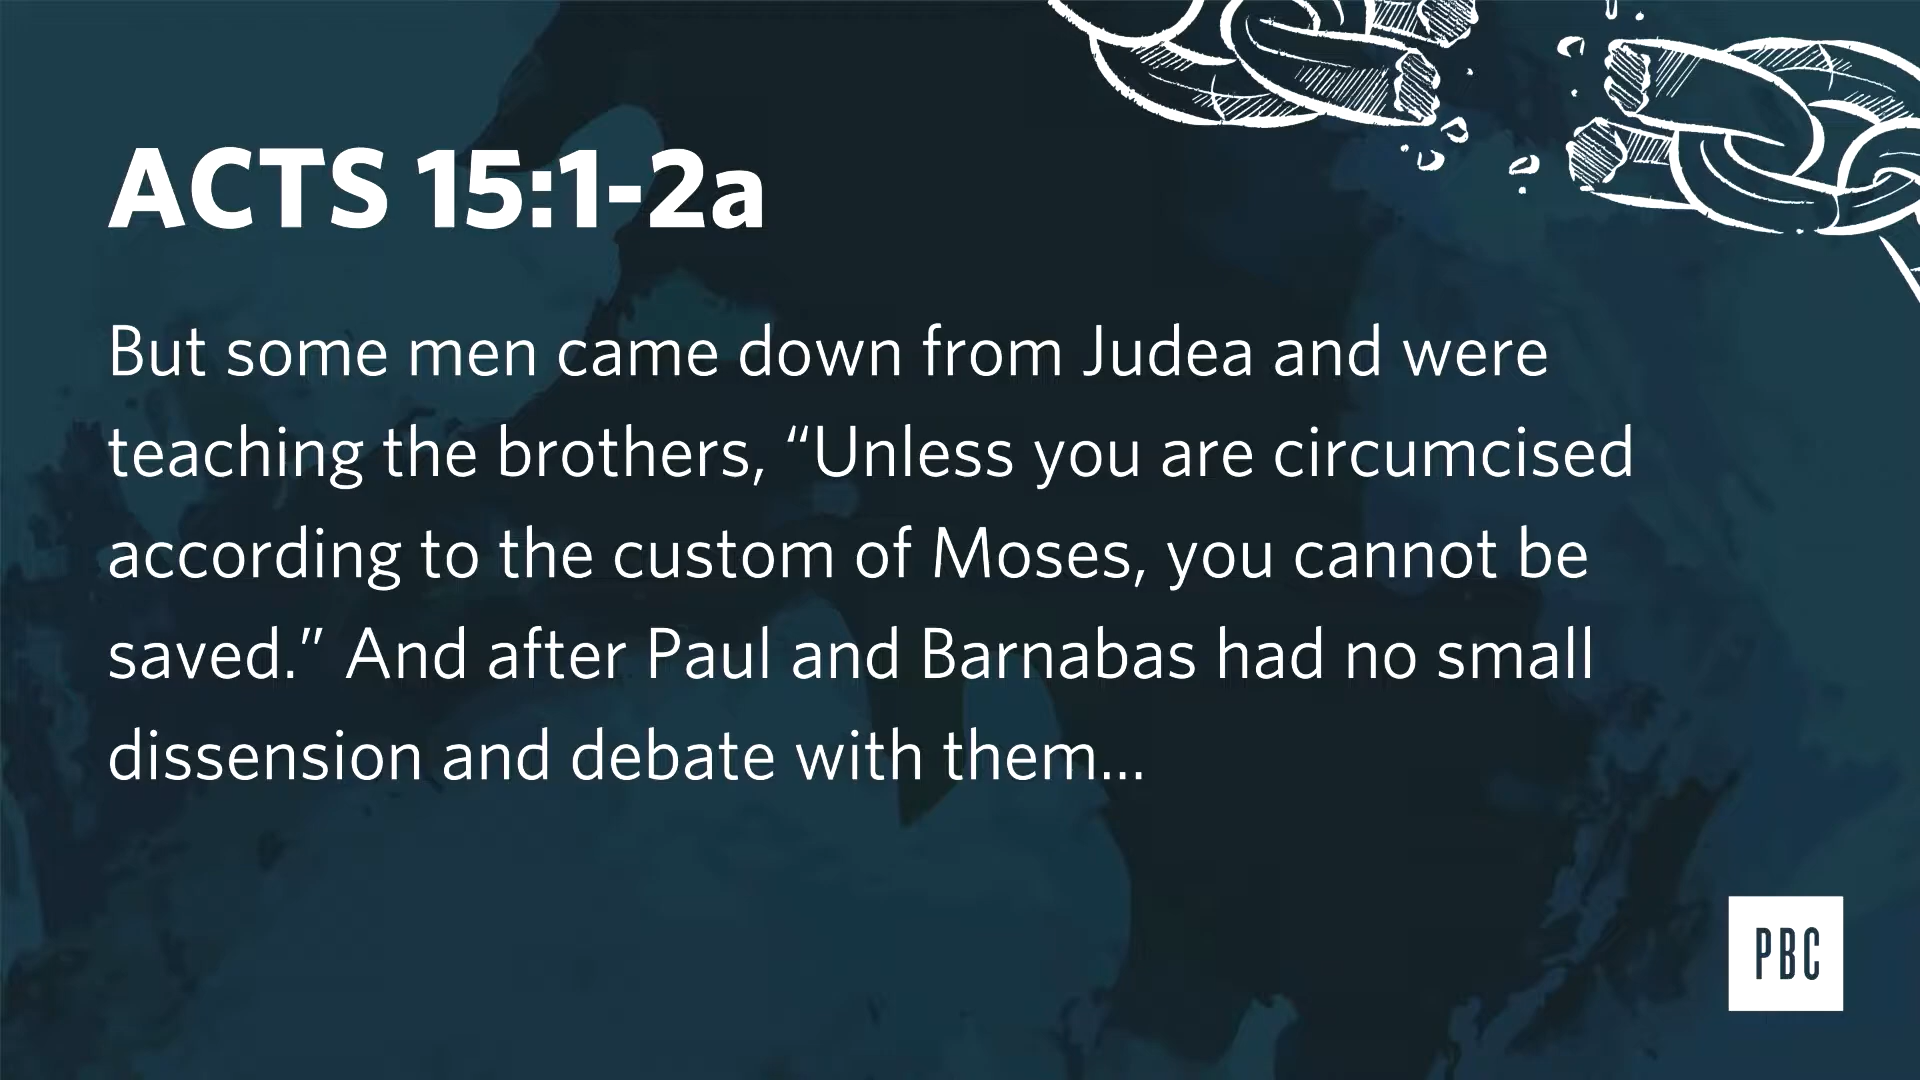 ACTS 15:1-2a
But some men came down from Judea and were
teaching the brothers, “Unless you are circumcised
according to the custom of Moses, you cannot be
saved.” And after Paul and Barnabas had no small
dissension and debate with them...
PBC